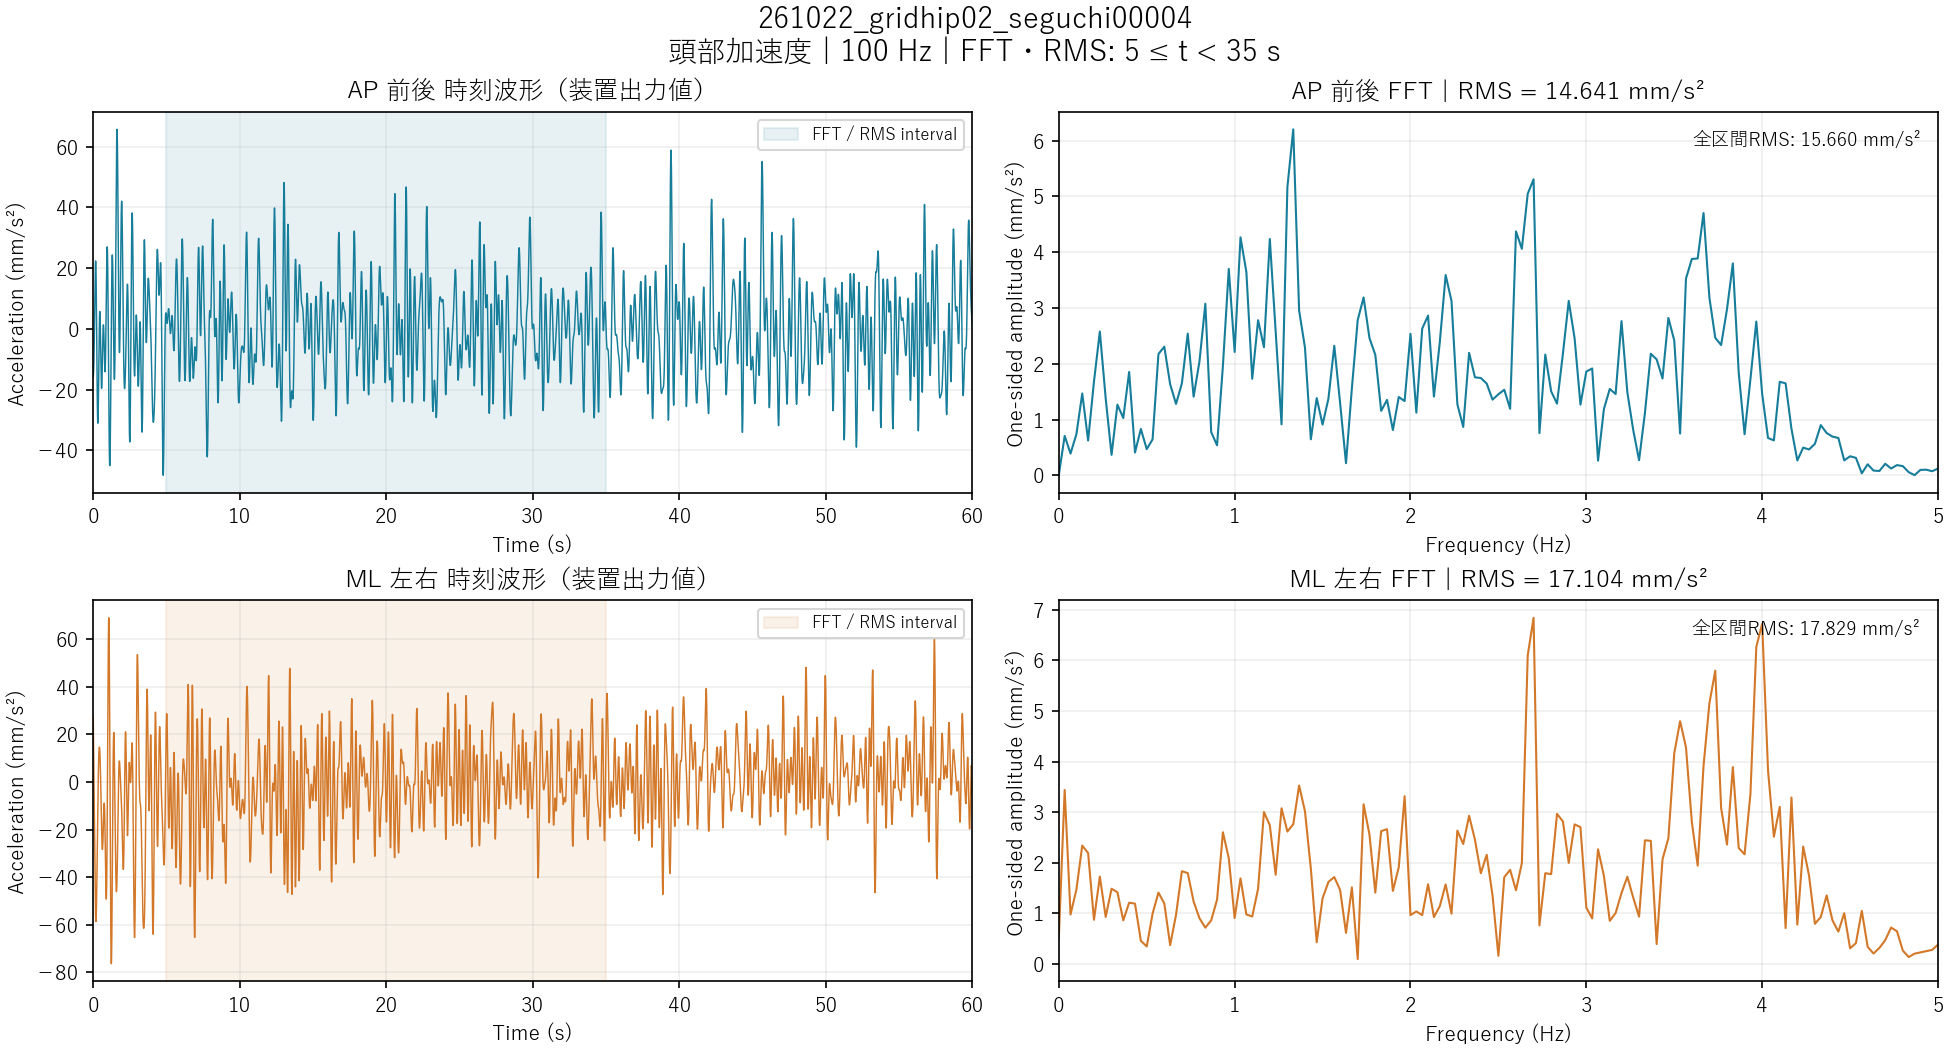 261022_gridhip02_seguchi00004
頭部加速度 | 100 Hz | FFT・RMS: 5 ≤ t < 35 s
AP 前後 時刻波形（装置出力値）
FFT / RMS interval
60
40
20
0
−20
−40
Acceleration (mm/s²)
0 10 20 30 40 50 60
Time (s)
AP 前後 FFT | RMS = 14.641 mm/s²
全区間RMS: 15.660 mm/s²
6
5
4
3
2
1
0
One-sided amplitude (mm/s²)
0 1 2 3 4 5
Frequency (Hz)
ML 左右 時刻波形（装置出力値）
FFT / RMS interval
60
40
20
0
−20
−40
−60
−80
Acceleration (mm/s²)
0 10 20 30 40 50 60
Time (s)
ML 左右 FFT | RMS = 17.104 mm/s²
全区間RMS: 17.829 mm/s²
7
6
5
4
3
2
1
0
One-sided amplitude (mm/s²)
0 1 2 3 4 5
Frequency (Hz)